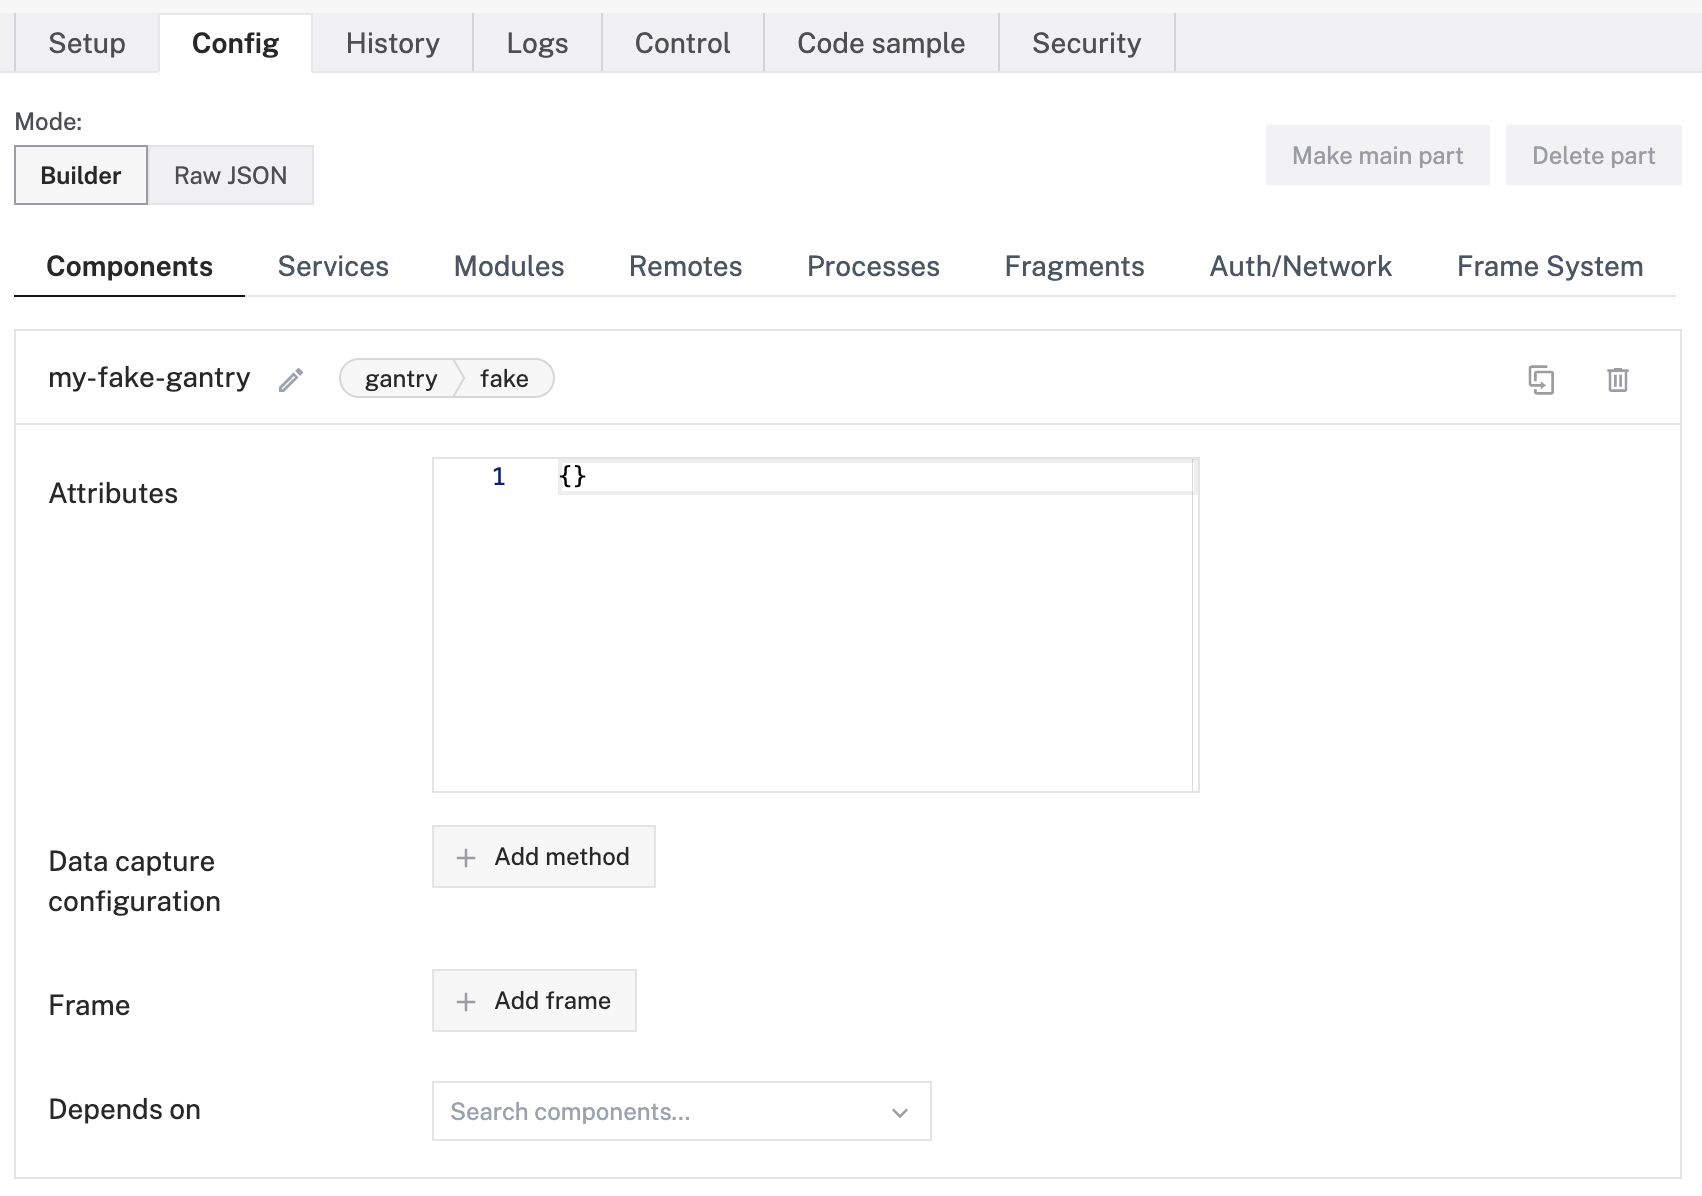 Setup Config History Logs Control Code sample Security
Mode:
Builder Raw JSON Make main part Delete part
Components Services Modules Remotes Processes Fragments Auth/Network Frame System
my-fake-gantry gantry fake
Attributes 1 {}
Data capture configuration
Add method
Frame Add frame
Depends on Search components...